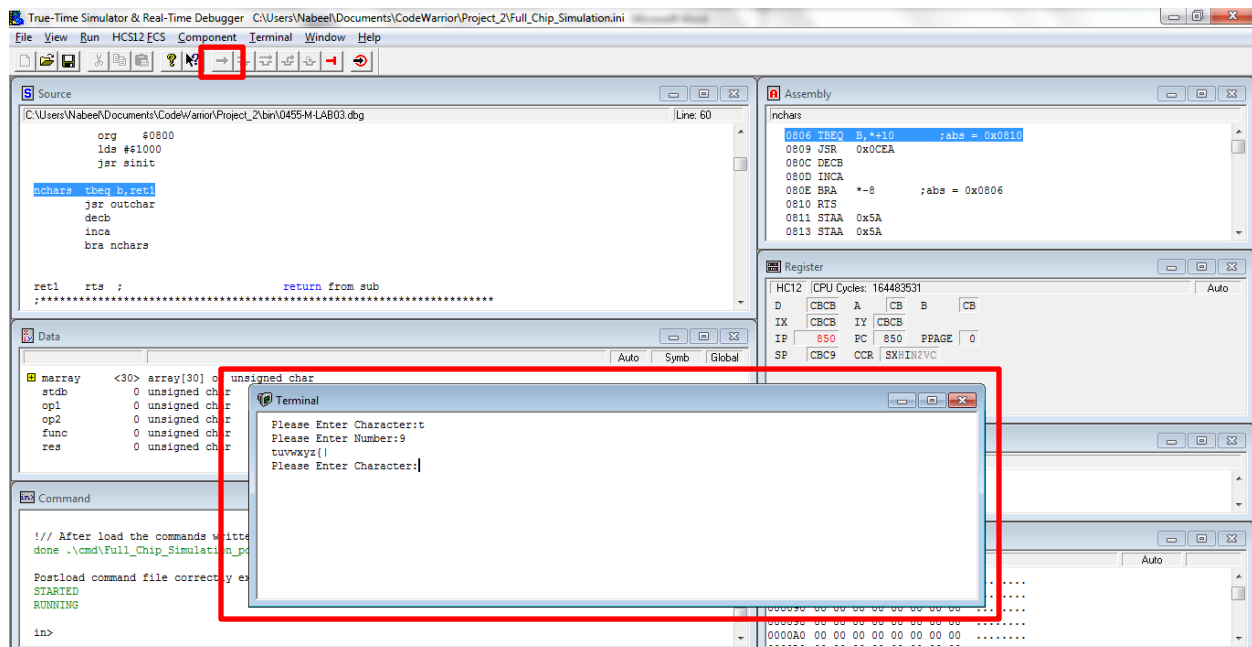 True-Time Simulator & Real-Time Debugger C:\Users\Nabeel\Documents\CodeWarrior\Project_2\Full_Chip_Simulation.ini
File View Run HCS12 FCS Component Terminal Window Help
S Source
C:\Users\Nabeel\Documents\CodeWarrior\Project_2\bin\0455-M-LAB03.dbg Line: 60
org $0800
lds #$1000
jsr sinit
nchars tbeq b,ret1
jsr outchar
decb
inca
bra nchars
ret1 rts ; return from sub
;**********************************************************************
Data
Auto Symb Global
marray <30> array[30] of unsigned char
stdb 0 unsigned char
op1 0 unsigned char
op2 0 unsigned char
func 0 unsigned char
res 0 unsigned char
Command
!// After load the commands writte
done .\cmd\Full_Chip_Simulation_po
Postload command file correctly ex
STARTED
RUNNING
in>
Terminal
Please Enter Character:t
Please Enter Number:9
tuvwxyz{|
Please Enter Character:
Assembly
nchars
0806 TBEQ B,*+10 ;abs = 0x0810
0809 JSR 0x0CEA
080C DECB
080D INCA
080E BRA *-8 ;abs = 0x0806
0810 RTS
0811 STAA 0x5A
0813 STAA 0x5A
Register
HC12 CPU Cycles: 164483531 Auto
D CBCB A CB B CB
IX CBCB IY CBCB
IP 850 PC 850 PPAGE 0
SP CBC9 CCR SXHINZVC
Auto
000098 00 00 00 00 00 00 00 00 ........
0000A0 00 00 00 00 00 00 00 00 ........